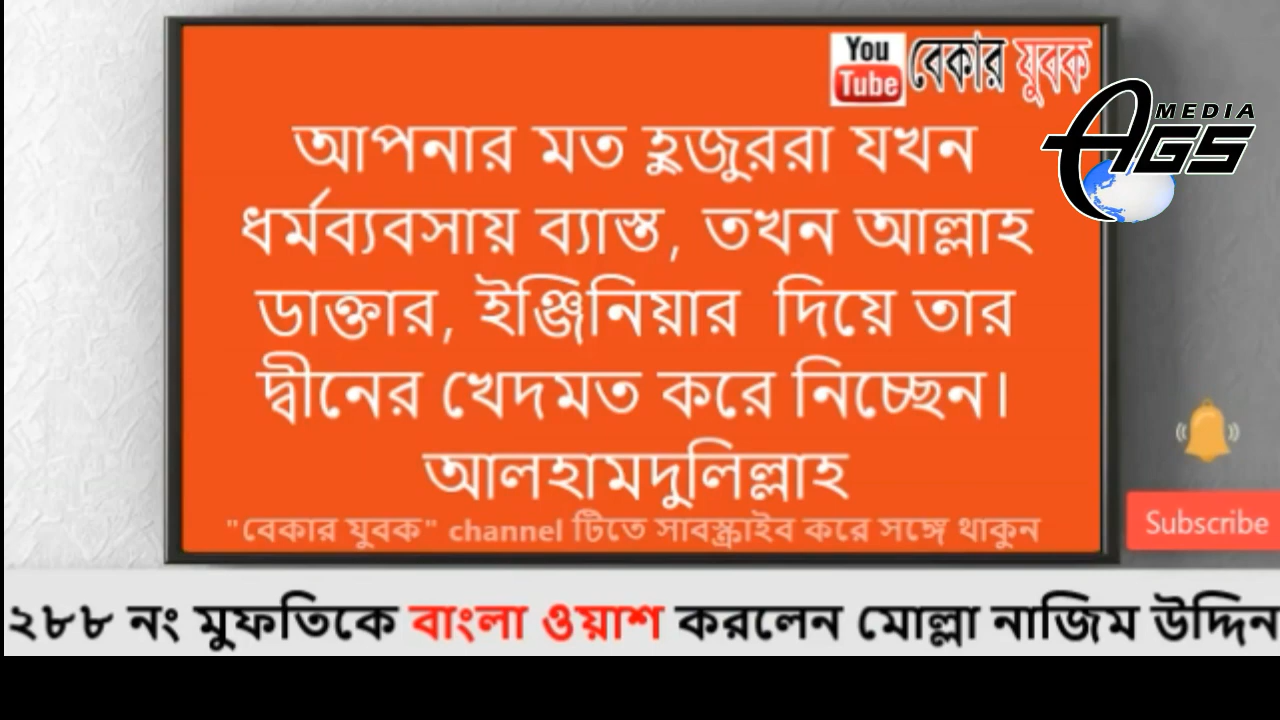 You Tube বেকার যুবক
MEDIA
AGS
আপনার মত হুজুররা যখন
ধর্মব্যবসায় ব্যাস্ত, তখন আল্লাহ
ডাক্তার, ইঞ্জিনিয়ার দিয়ে তার
দ্বীনের খেদমত করে নিচ্ছেন।
আলহামদুলিল্লাহ
"বেকার যুবক" channel টিতে সাবস্ক্রাইব করে সঙ্গে থাকুন
Subscribe
২৮৮ নং মুফতিকে বাংলা ওয়াশ করলেন মোল্লা নাজিম উদ্দিন